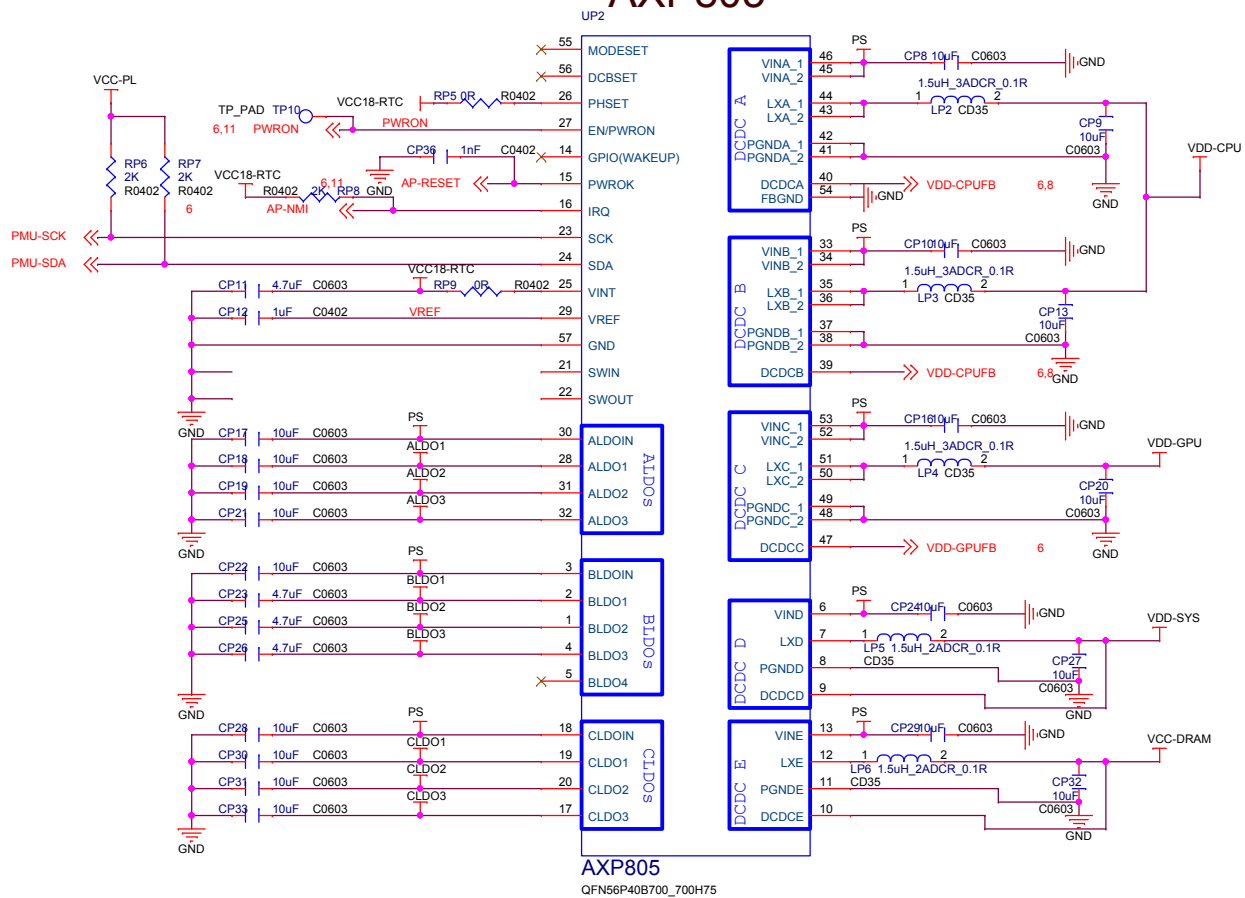 AXP805
UP2
VCC-PL
RP6
2K
R0402
RP7
2K
R0402
6
PMU-SCK
PMU-SDA
TP_PAD TP10
6,11 PWRON
VCC18-RTC
RP5 0R R0402
PWRON
CP36 1nF C0402
VCC18-RTC
6,11 AP-RESET
R0402 2K RP8 GND
AP-NMI
VCC18-RTC
CP11 4.7uF C0603 RP9 0R R0402
CP12 1uF C0402 VREF
GND
55 MODESET
56 DCBSET
26 PHSET
27 EN/PWRON
14 GPIO(WAKEUP)
15 PWROK
16 IRQ
23 SCK
24 SDA
25 VINT
29 VREF
57 GND
21 SWIN
22 SWOUT
PS
CP17 10uF C0603 30 ALDOIN
ALDO1
CP18 10uF C0603 28 ALDO1
ALDO2
CP19 10uF C0603 31 ALDO2
ALDO3
CP21 10uF C0603 32 ALDO3
ALDOs
GND
PS
CP22 10uF C0603 3 BLDOIN
BLDO1
CP23 4.7uF C0603 2 BLDO1
BLDO2
CP25 4.7uF C0603 1 BLDO2
BLDO3
CP26 4.7uF C0603 4 BLDO3
5 BLDO4
BLDOs
GND
PS
CP28 10uF C0603 18 CLDOIN
CLDO1
CP30 10uF C0603 19 CLDO1
CLDO2
CP31 10uF C0603 20 CLDO2
CLDO3
CP33 10uF C0603 17 CLDO3
CLDOs
GND
DCDC A
PS
VINA_1 46 CP8 10uF C0603 GND
VINA_2 45
1.5uH_3ADCR_0.1R
LXA_1 44 1 2
LXA_2 43 LP2 CD35
CP9
10uF
C0603
PGNDA_1 42
PGNDA_2 41
GND
DCDCA 40 VDD-CPUFB 6,8
FBGND 54 GND
VDD-CPU
DCDC B
PS
VINB_1 33 CP10 10uF C0603 GND
VINB_2 34
1.5uH_3ADCR_0.1R
LXB_1 35 1 2
LXB_2 36 LP3 CD35
CP13
10uF
C0603
PGNDB_1 37
PGNDB_2 38
GND
DCDCB 39 VDD-CPUFB 6,8
DCDC C
PS
VINC_1 53 CP16 10uF C0603 GND
VINC_2 52
1.5uH_3ADCR_0.1R
LXC_1 51 1 2
LXC_2 50 LP4 CD35
VDD-GPU
CP20
10uF
C0603
PGNDC_1 49
PGNDC_2 48
GND
DCDCC 47 VDD-GPUFB 6
DCDC D
PS
VIND 6 CP24 10uF C0603 GND
VDD-SYS
LXD 7 1 2
LP5 1.5uH_2ADCR_0.1R
PGNDD 8 CD35
CP27
10uF
C0603
DCDCD 9
GND
DCDC E
PS
VINE 13 CP29 10uF C0603 GND
VCC-DRAM
LXE 12 1 2
LP6 1.5uH_2ADCR_0.1R
PGNDE 11 CD35
CP32
10uF
C0603
DCDCE 10
GND
AXP805
QFN56P40B700_700H75